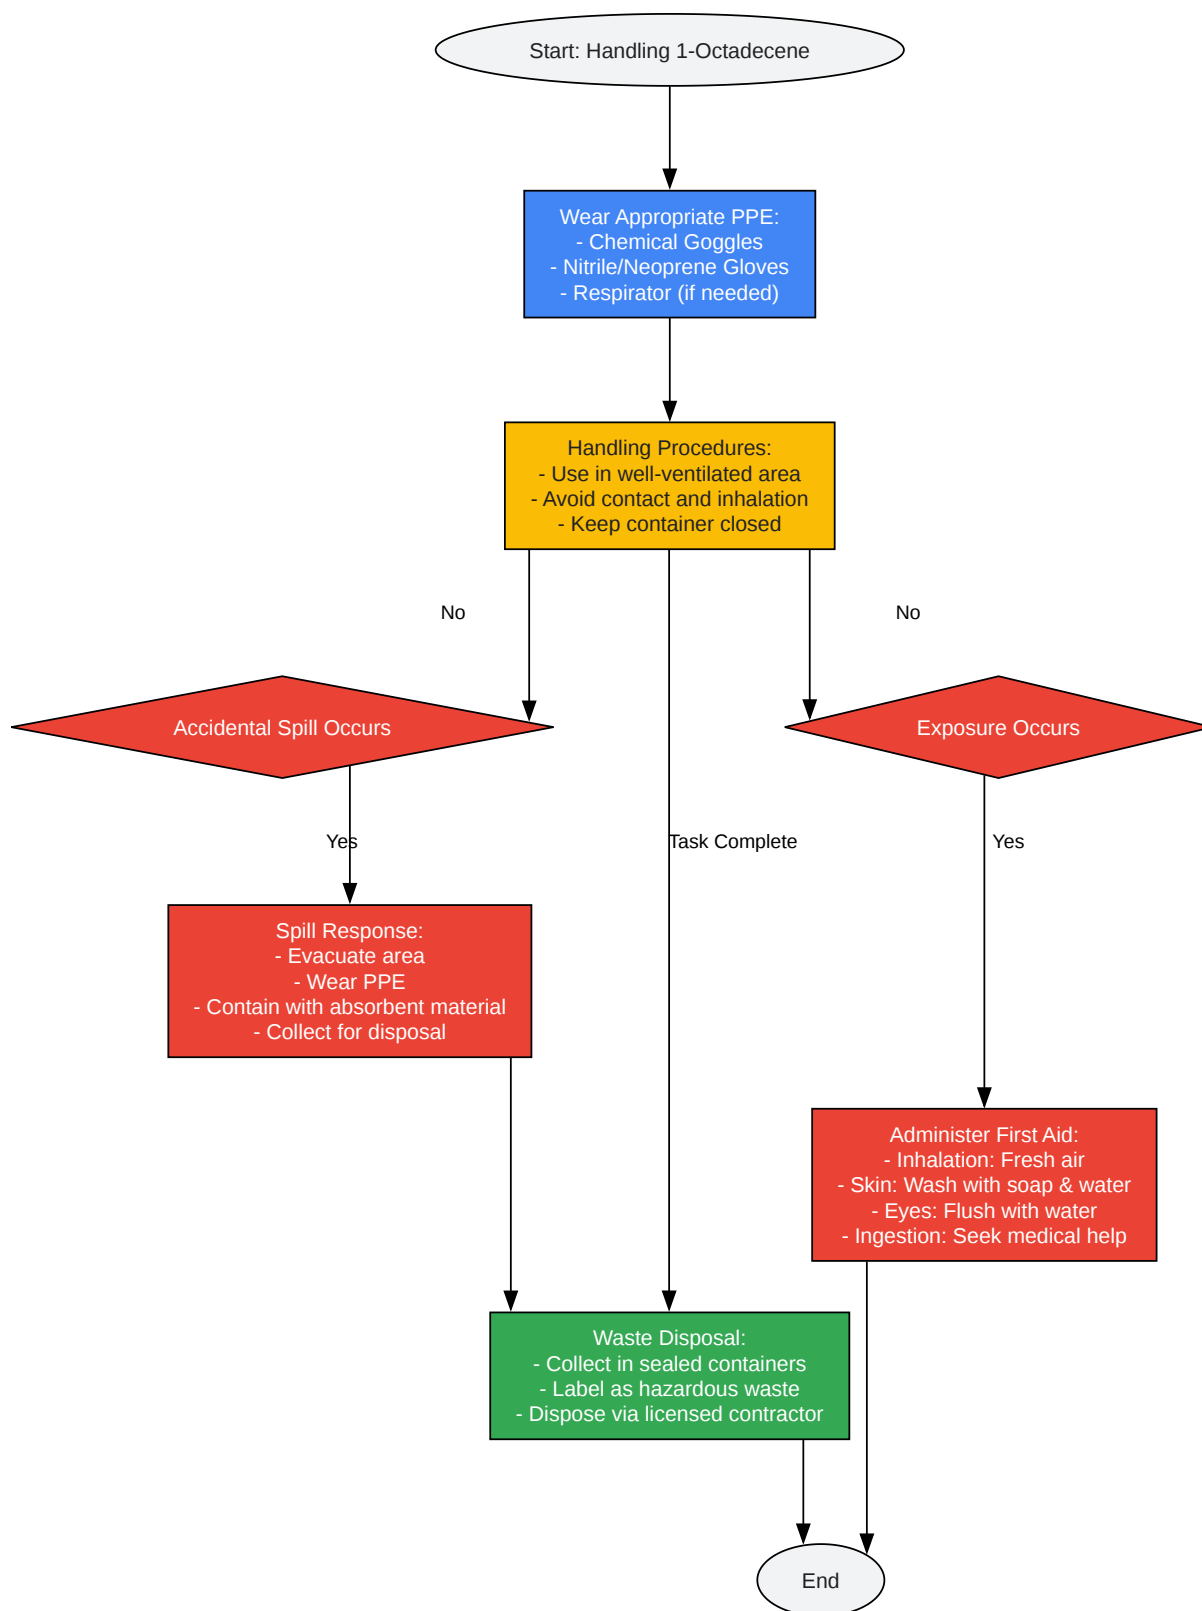 Start: Handling 1-Octadecene
Wear Appropriate PPE:
- Chemical Goggles
- Nitrile/Neoprene Gloves
- Respirator (if needed)
Handling Procedures:
- Use in well-ventilated area
- Avoid contact and inhalation
- Keep container closed
No
No
Accidental Spill Occurs
Exposure Occurs
Yes
Task Complete
Yes
Spill Response:
- Evacuate area
- Wear PPE
- Contain with absorbent material
- Collect for disposal
Administer First Aid:
- Inhalation: Fresh air
- Skin: Wash with soap & water
- Eyes: Flush with water
- Ingestion: Seek medical help
Waste Disposal:
- Collect in sealed containers
- Label as hazardous waste
- Dispose via licensed contractor
End